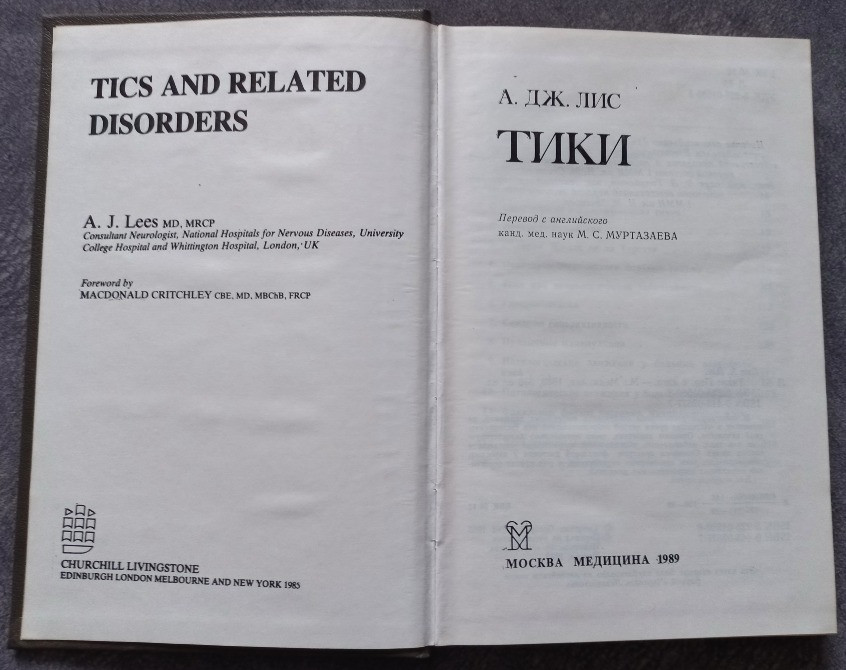 TICS AND RELATED
DISORDERS
A. J. Lees MD, MRCP
Consultant Neurologist, National Hospitals for Nervous Diseases, University
College Hospital and Whittington Hospital, London, UK
Foreword by
MACDONALD CRITCHLEY CBE, MD, MBChB, FRCP
CHURCHILL LIVINGSTONE
EDINBURGH LONDON MELBOURNE AND NEW YORK 1985
А. ДЖ. ЛИС
ТИКИ
Перевод с английского
канд. мед. наук М. С. МУРТАЗАЕВА
МОСКВА МЕДИЦИНА 1989